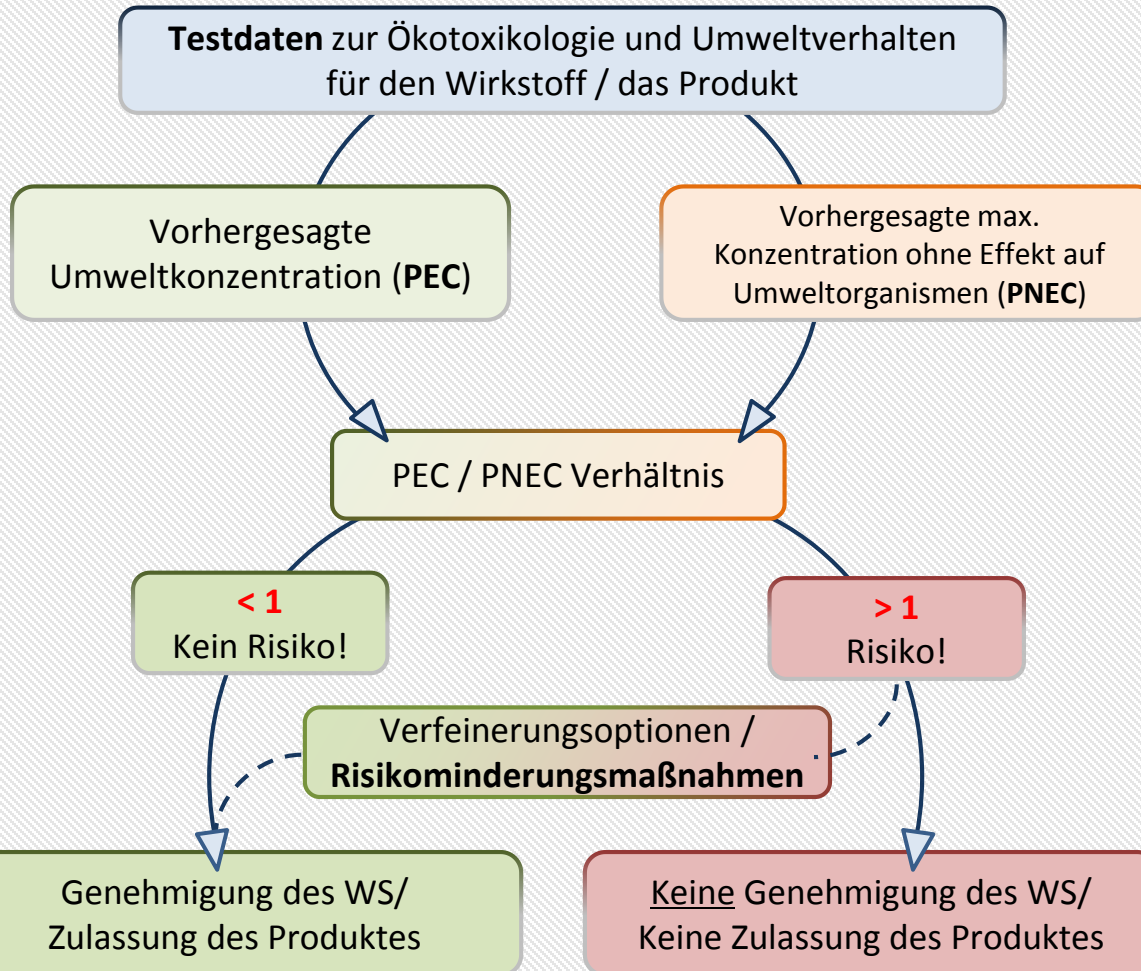 Testdaten zur Ökotoxikologie und Umweltverhalten
für den Wirkstoff / das Produkt
Vorhergesagte
Umweltkonzentration (PEC)
Vorhergesagte max.
Konzentration ohne Effekt auf
Umweltorganismen (PNEC)
PEC / PNEC Verhältnis
< 1
Kein Risiko!
> 1
Risiko!
Verfeinerungsoptionen /
Risikominderungsmaßnahmen
Genehmigung des WS/
Zulassung des Produktes
Keine Genehmigung des WS/
Keine Zulassung des Produktes